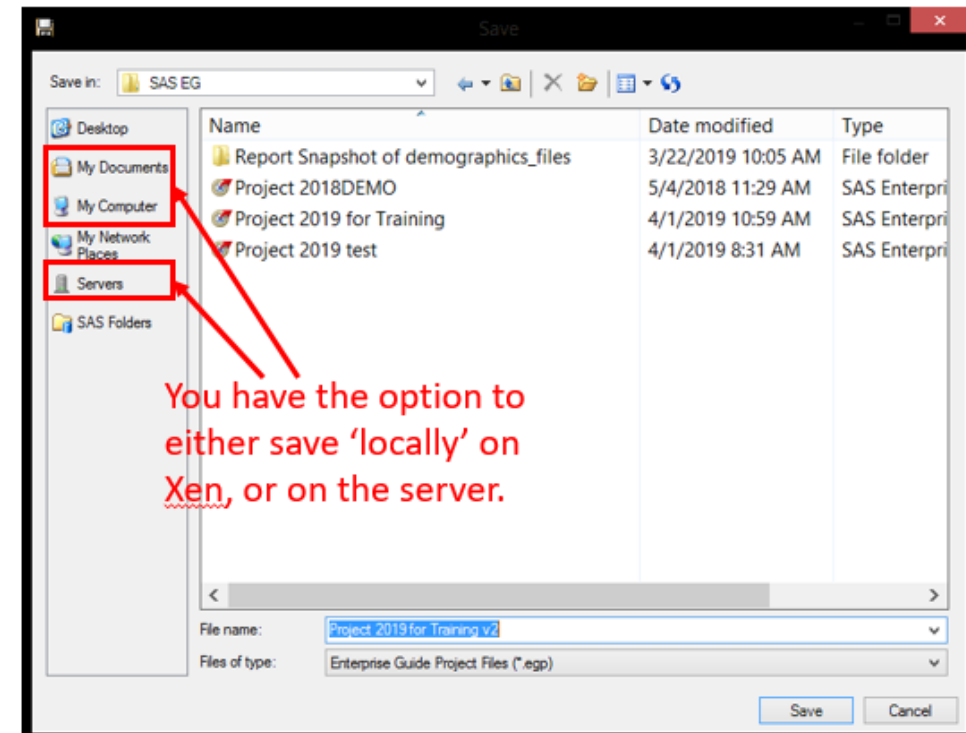 Save
Save in: SAS EG
Desktop
My Documents
My Computer
My Network
Places
Servers
SAS Folders
Name Date modified Type
Report Snapshot of demographics_files 3/22/2019 10:05 AM File folder
Project 2018DEMO 5/4/2018 11:29 AM SAS Enterpri
Project 2019 for Training 4/1/2019 10:59 AM SAS Enterpri
Project 2019 test 4/1/2019 8:31 AM SAS Enterpri
You have the option to
either save ‘locally’ on
Xen, or on the server.
File name: Project 2019 for Training v2
Files of type: Enterprise Guide Project Files (*.egp)
Save Cancel